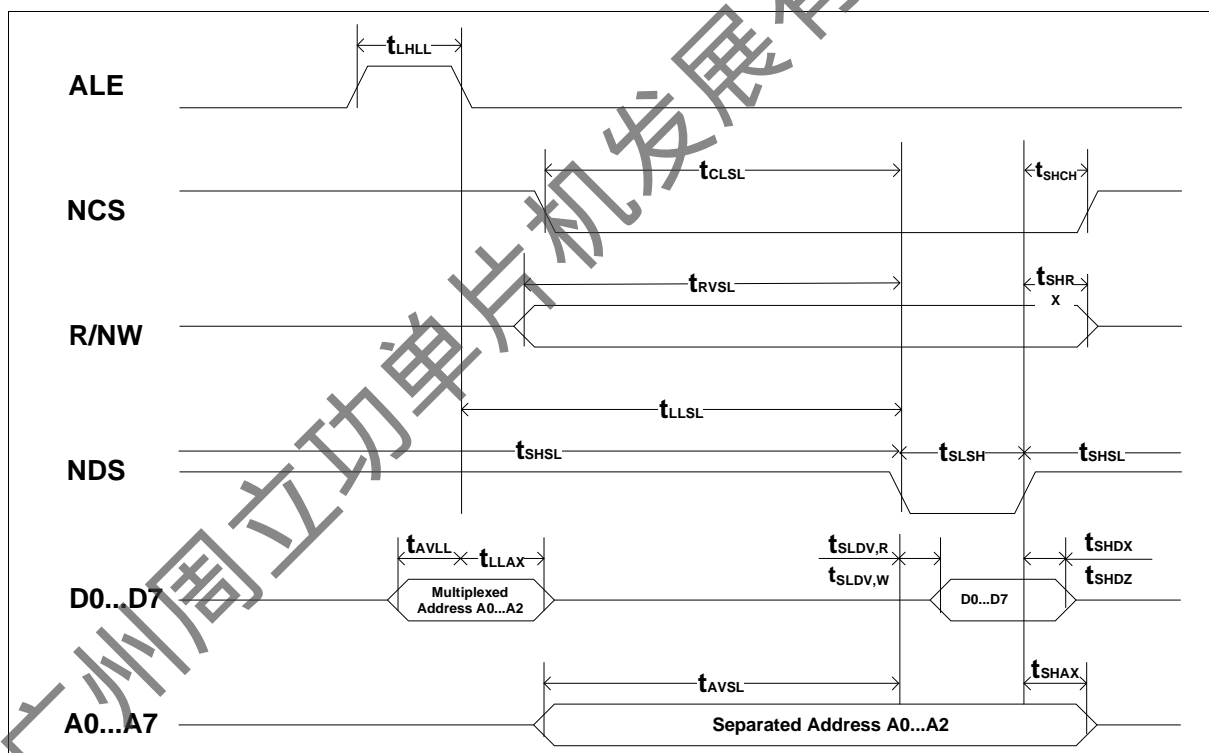 tLHLL
ALE
tCLSL
tSHCH
NCS
tRVSL
tSHR
X
R/NW
tLLSL
tSHSL
tSLSH
tSHSL
NDS
tAVLL
tLLAX
tSLDV,R
tSHDX
tSLDV,W
tSHDZ
D0...D7
Multiplexed
Address A0...A2
D0...D7
tAVSL
tSHAX
A0...A7
Separated Address A0...A2
广州周立功单片机发展有